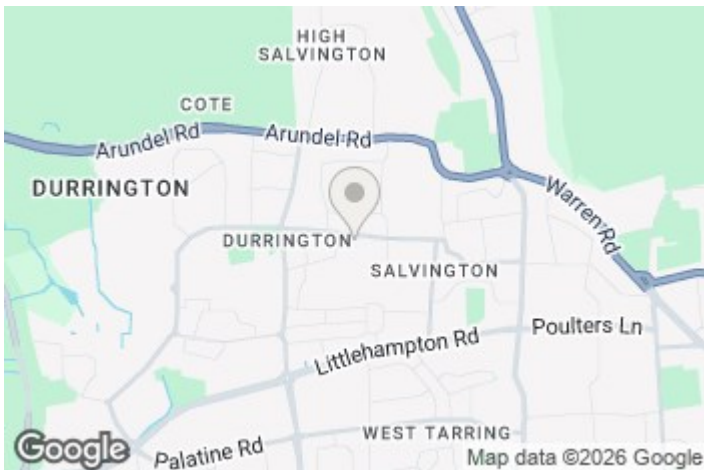 HIGH
SALVINGTON
COTE
Arundel Rd
Arundel Rd
DURRINGTON
Warren Rd
DURRINGTON
SALVINGTON
Littlehampton Rd
Poulters Ln
WEST TARRING
Palatine Rd
Google
Map data ©2026 Google